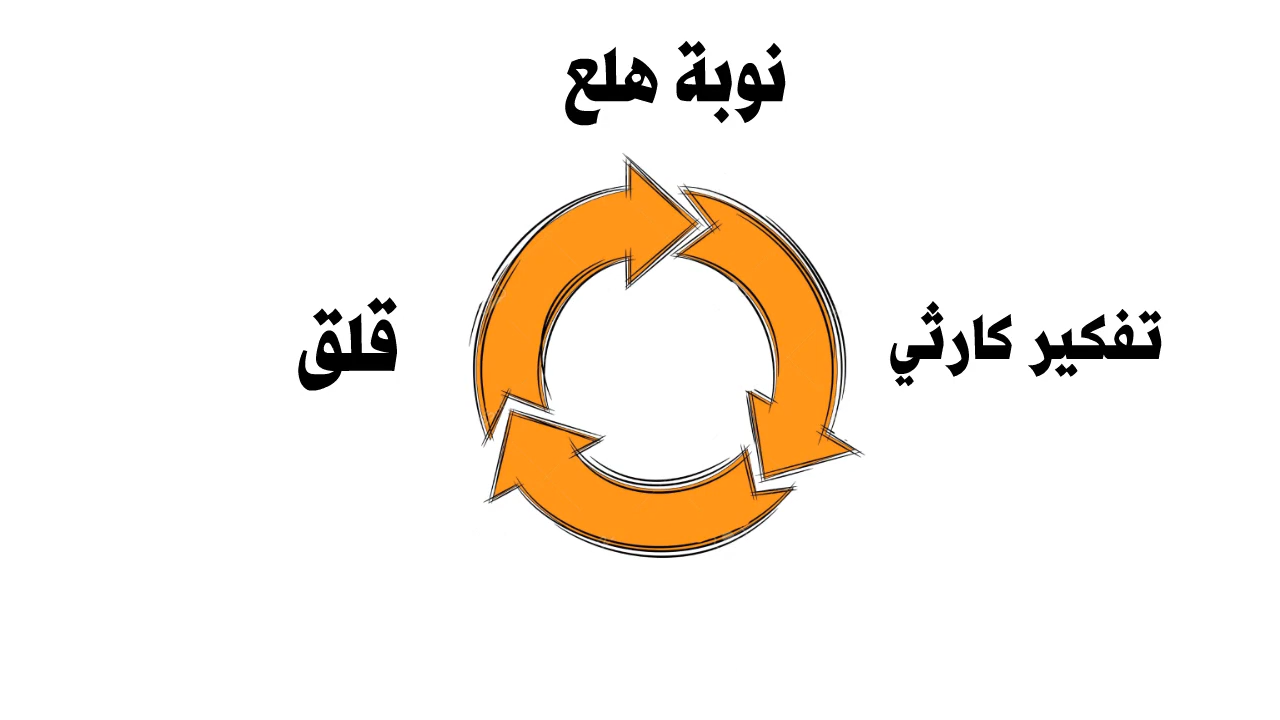 نوبة هلع
تفكير كارثي
قلق